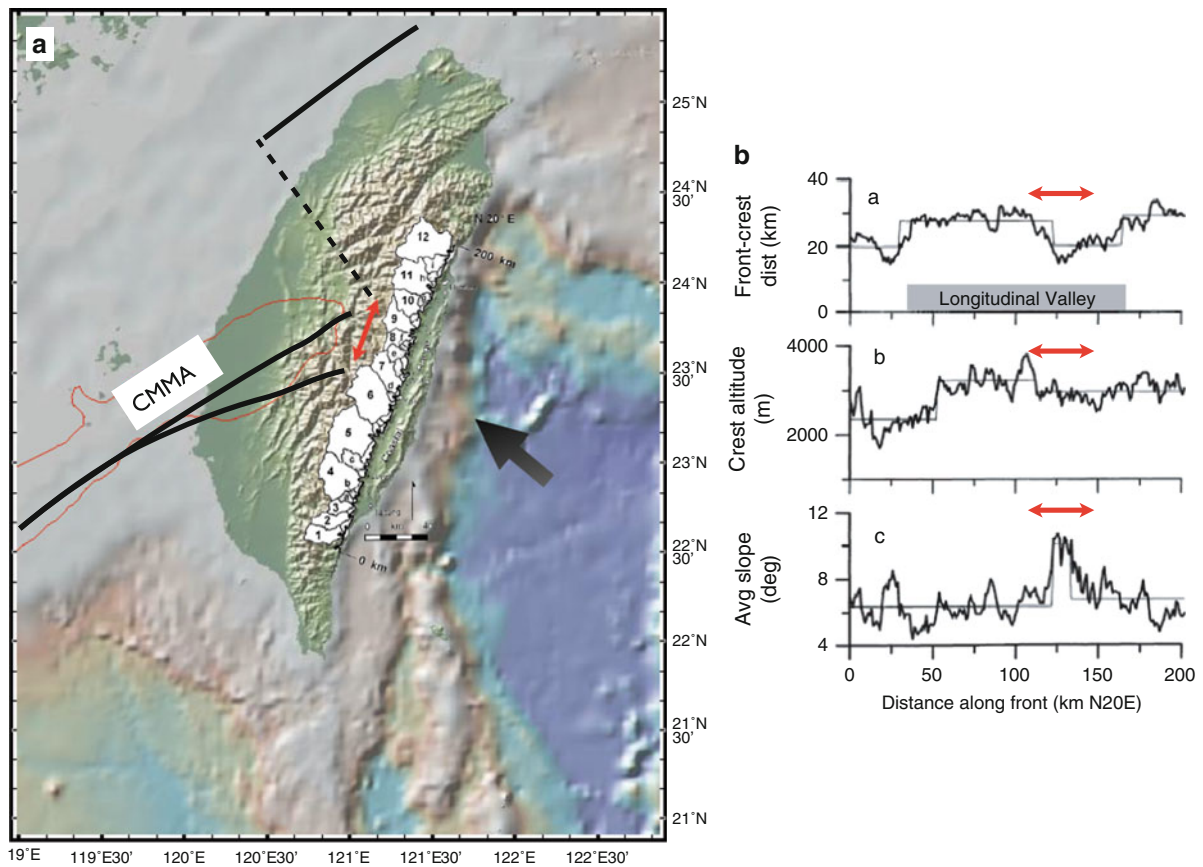 a
25˚N
24˚N
30'
24˚N
23˚N
30'
23˚N
22˚N
30'
22˚N
21˚N
30'
21˚N
19˚E
119˚E30'
120˚E
120˚E30'
121˚E
121˚E30'
122˚E
122˚E30'
CMMA
N 20˚ E
200 km
12
11
h
10
9
g
e
7
d
6
5
c
4
b
3
2
1
0 km
0 km 40
b
a
40
20
0
Front-crest
dist (km)
Longitudinal Valley
b
4000
2000
Crest altitude
(m)
c
12
8
4
Avg slope
(deg)
0 50 100 150 200
Distance along front (km N20E)